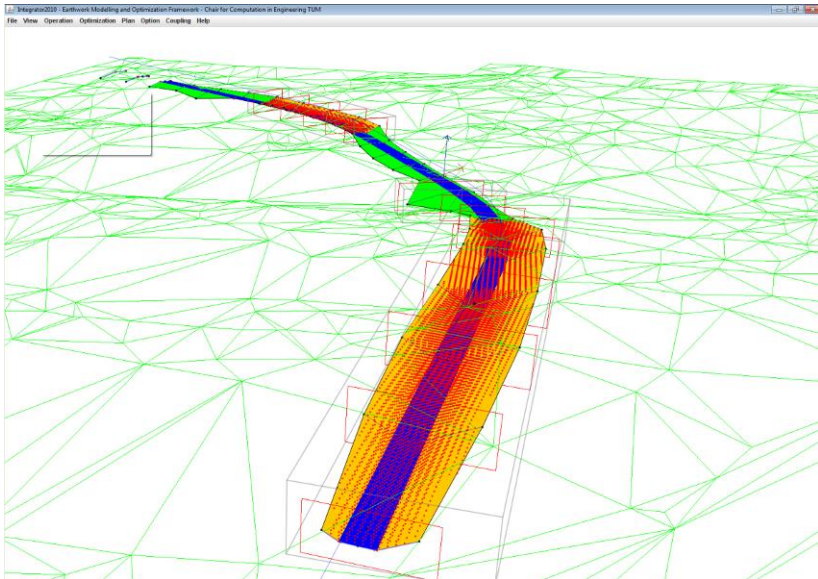 Integrator2010 - Earthwork Modelling and Optimization Framework - Chair for Computation in Engineering TUM
File View Operation Optimization Plan Option Coupling Help